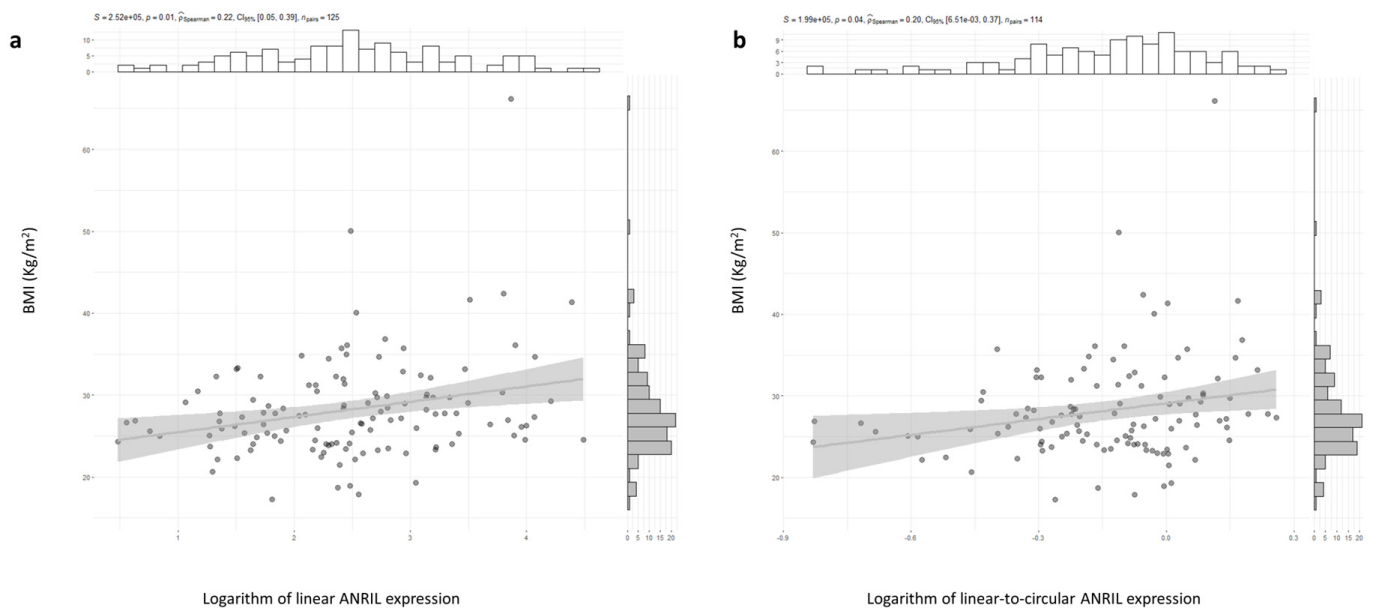 S = 2.52e+05, p = 0.01, ρ̂Spearman = 0.22, CI95% [0.05, 0.39], npairs = 125
a
10
5
0
60
50
40
30
20
BMI (Kg/m²)
1 2 3 4
0 5 10 15 20
Logarithm of linear ANRIL expression
S = 1.99e+05, p = 0.04, ρ̂Spearman = 0.20, CI95% [6.51e-03, 0.37], npairs = 114
b
9
6
3
0
60
50
40
30
20
BMI (Kg/m²)
-0.9 -0.6 -0.3 0.0 0.3
0 5 10 15 20
Logarithm of linear-to-circular ANRIL expression